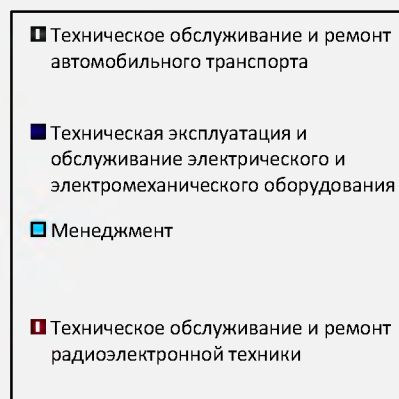 Техническое обслуживание и ремонт
автомобильного транспорта
Техническая эксплуатация и
обслуживание электрического и
электромеханического оборудования
Менеджмент
Техническое обслуживание и ремонт
радиоэлектронной техники